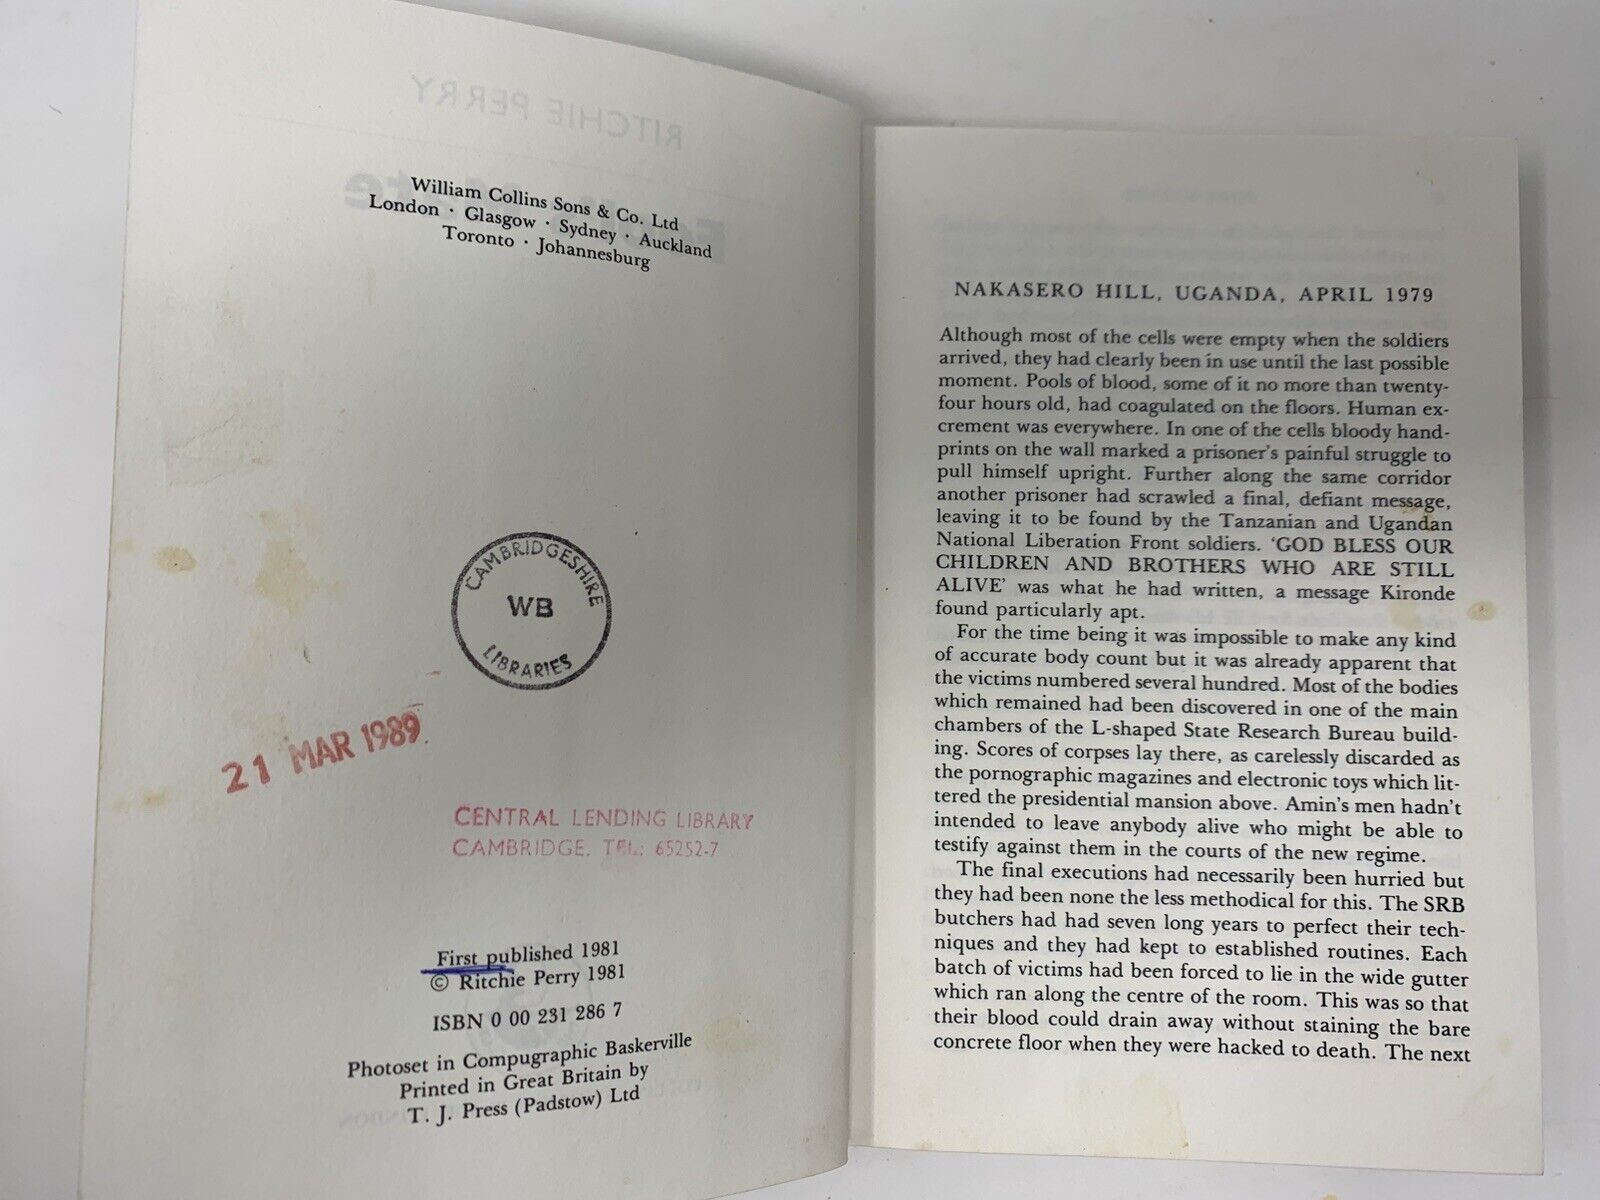 RITCHIE PERRY
William Collins Sons & Co. Ltd
London · Glasgow · Sydney · Auckland
Toronto · Johannesburg
CAMBRIDGESHIRE
WB
LIBRARIES
21 MAR 1989
CENTRAL LENDING LIBRARY
CAMBRIDGE. TEL: 65252-7
First published 1981
© Ritchie Perry 1981
ISBN 0 00 231 286 7
Photoset in Compugraphic Baskerville
Printed in Great Britain by
T. J. Press (Padstow) Ltd
NAKASERO HILL, UGANDA, APRIL 1979
Although most of the cells were empty when the soldiers
arrived, they had clearly been in use until the last possible
moment. Pools of blood, some of it no more than twenty-
four hours old, had coagulated on the floors. Human ex-
crement was everywhere. In one of the cells bloody hand-
prints on the wall marked a prisoner's painful struggle to
pull himself upright. Further along the same corridor
another prisoner had scrawled a final, defiant message,
leaving it to be found by the Tanzanian and Ugandan
National Liberation Front soldiers. 'GOD BLESS OUR
CHILDREN AND BROTHERS WHO ARE STILL
ALIVE' was what he had written, a message Kironde
found particularly apt.
For the time being it was impossible to make any kind
of accurate body count but it was already apparent that
the victims numbered several hundred. Most of the bodies
which remained had been discovered in one of the main
chambers of the L-shaped State Research Bureau build-
ing. Scores of corpses lay there, as carelessly discarded as
the pornographic magazines and electronic toys which lit-
tered the presidential mansion above. Amin's men hadn't
intended to leave anybody alive who might be able to
testify against them in the courts of the new regime.
The final executions had necessarily been hurried but
they had been none the less methodical for this. The SRB
butchers had had seven long years to perfect their tech-
niques and they had kept to established routines. Each
batch of victims had been forced to lie in the wide gutter
which ran along the centre of the room. This was so that
their blood could drain away without staining the bare
concrete floor when they were hacked to death. The next